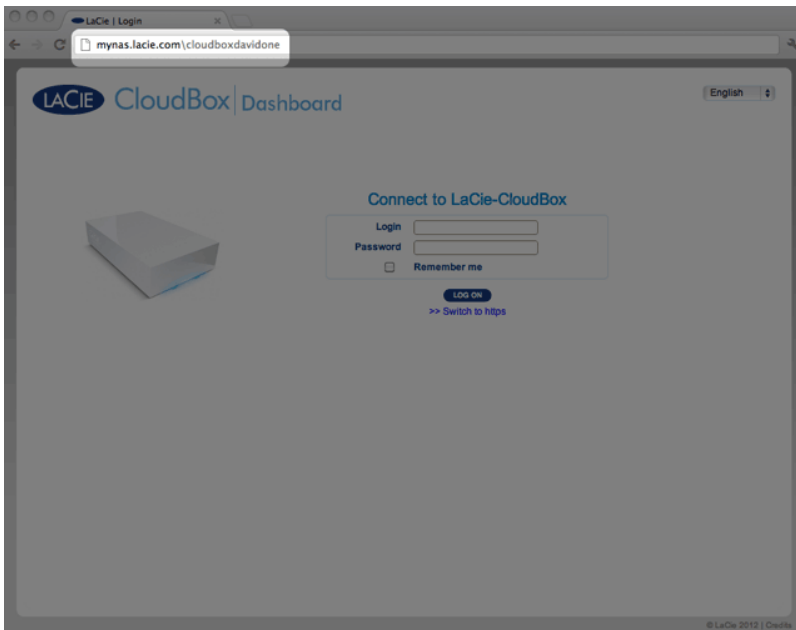 LaCie | Login
mynas.lacie.com\cloudboxdavidone
LACIE CloudBox Dashboard
English
Connect to LaCie-CloudBox
Login
Password
Remember me
LOG ON
>> Switch to https
© LaCie 2012 | Credits